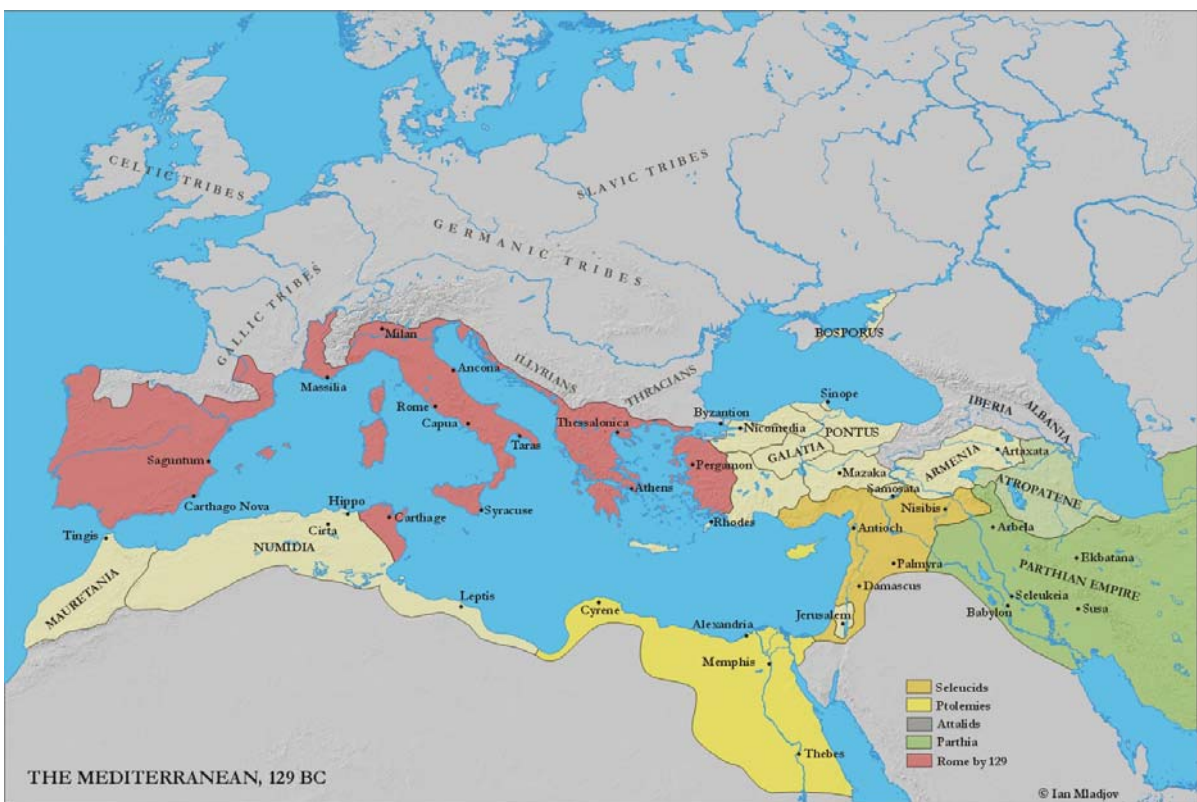 CELTIC TRIBES
SLAVIC TRIBES
GERMANIC TRIBES
GALLIC TRIBES
BOSPORUS
Milan
ILLYRIANS
Massilia
Ancona
THRACIANS
Sinope
IBERIA
ALBANIA
Rome
Byzantion
Capua
Thessalonica
Nicomedia
PONTUS
Taras
GALATIA
ARMENIA
Artaxata
Saguntum
Pergamon
Mazaka
ATROPATENE
Athens
Samosata
Carthago Nova
Hippo
Syracuse
Nisibis
Carthage
Rhodes
Tingis
Cirta
Antioch
Arbela
NUMIDIA
Ekbatana
Palmyra
PARTHIAN EMPIRE
MAURETANIA
Damascus
Leptis
Seleukeia
Cyrene
Babylon
Susa
Jerusalem
Alexandria
Memphis
Seleucids
Ptolemies
Attalids
Parthia
Thebes
Rome by 129
THE MEDITERRANEAN, 129 BC
© Ian Mladjov